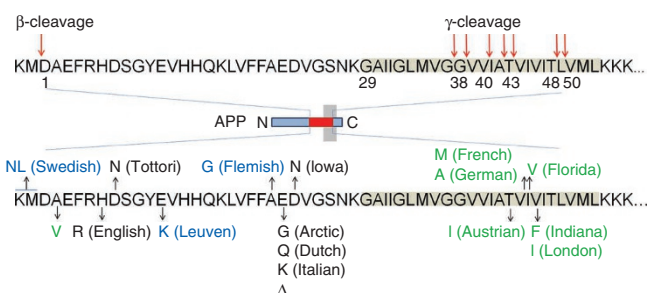 β-cleavage γ-cleavage
KMDAEFRHDSGYEVHHQKLVFFAEDVGSNKGAIIGLMVGGVVIATVIVITLVMLKKK...
1 29 38 40 43 48 50
APP N C
M (French)
NL (Swedish) N (Tottori) G (Flemish) N (Iowa) A (German) V (Florida)
KMDAEFRHDSGYEVHHQKLVFFAEDVGSNKGAIIGLMVGGVVIATVIVITLVMLKKK...
V R (English) K (Leuven) G (Arctic) I (Austrian) F (Indiana)
Q (Dutch) I (London)
K (Italian)
Δ